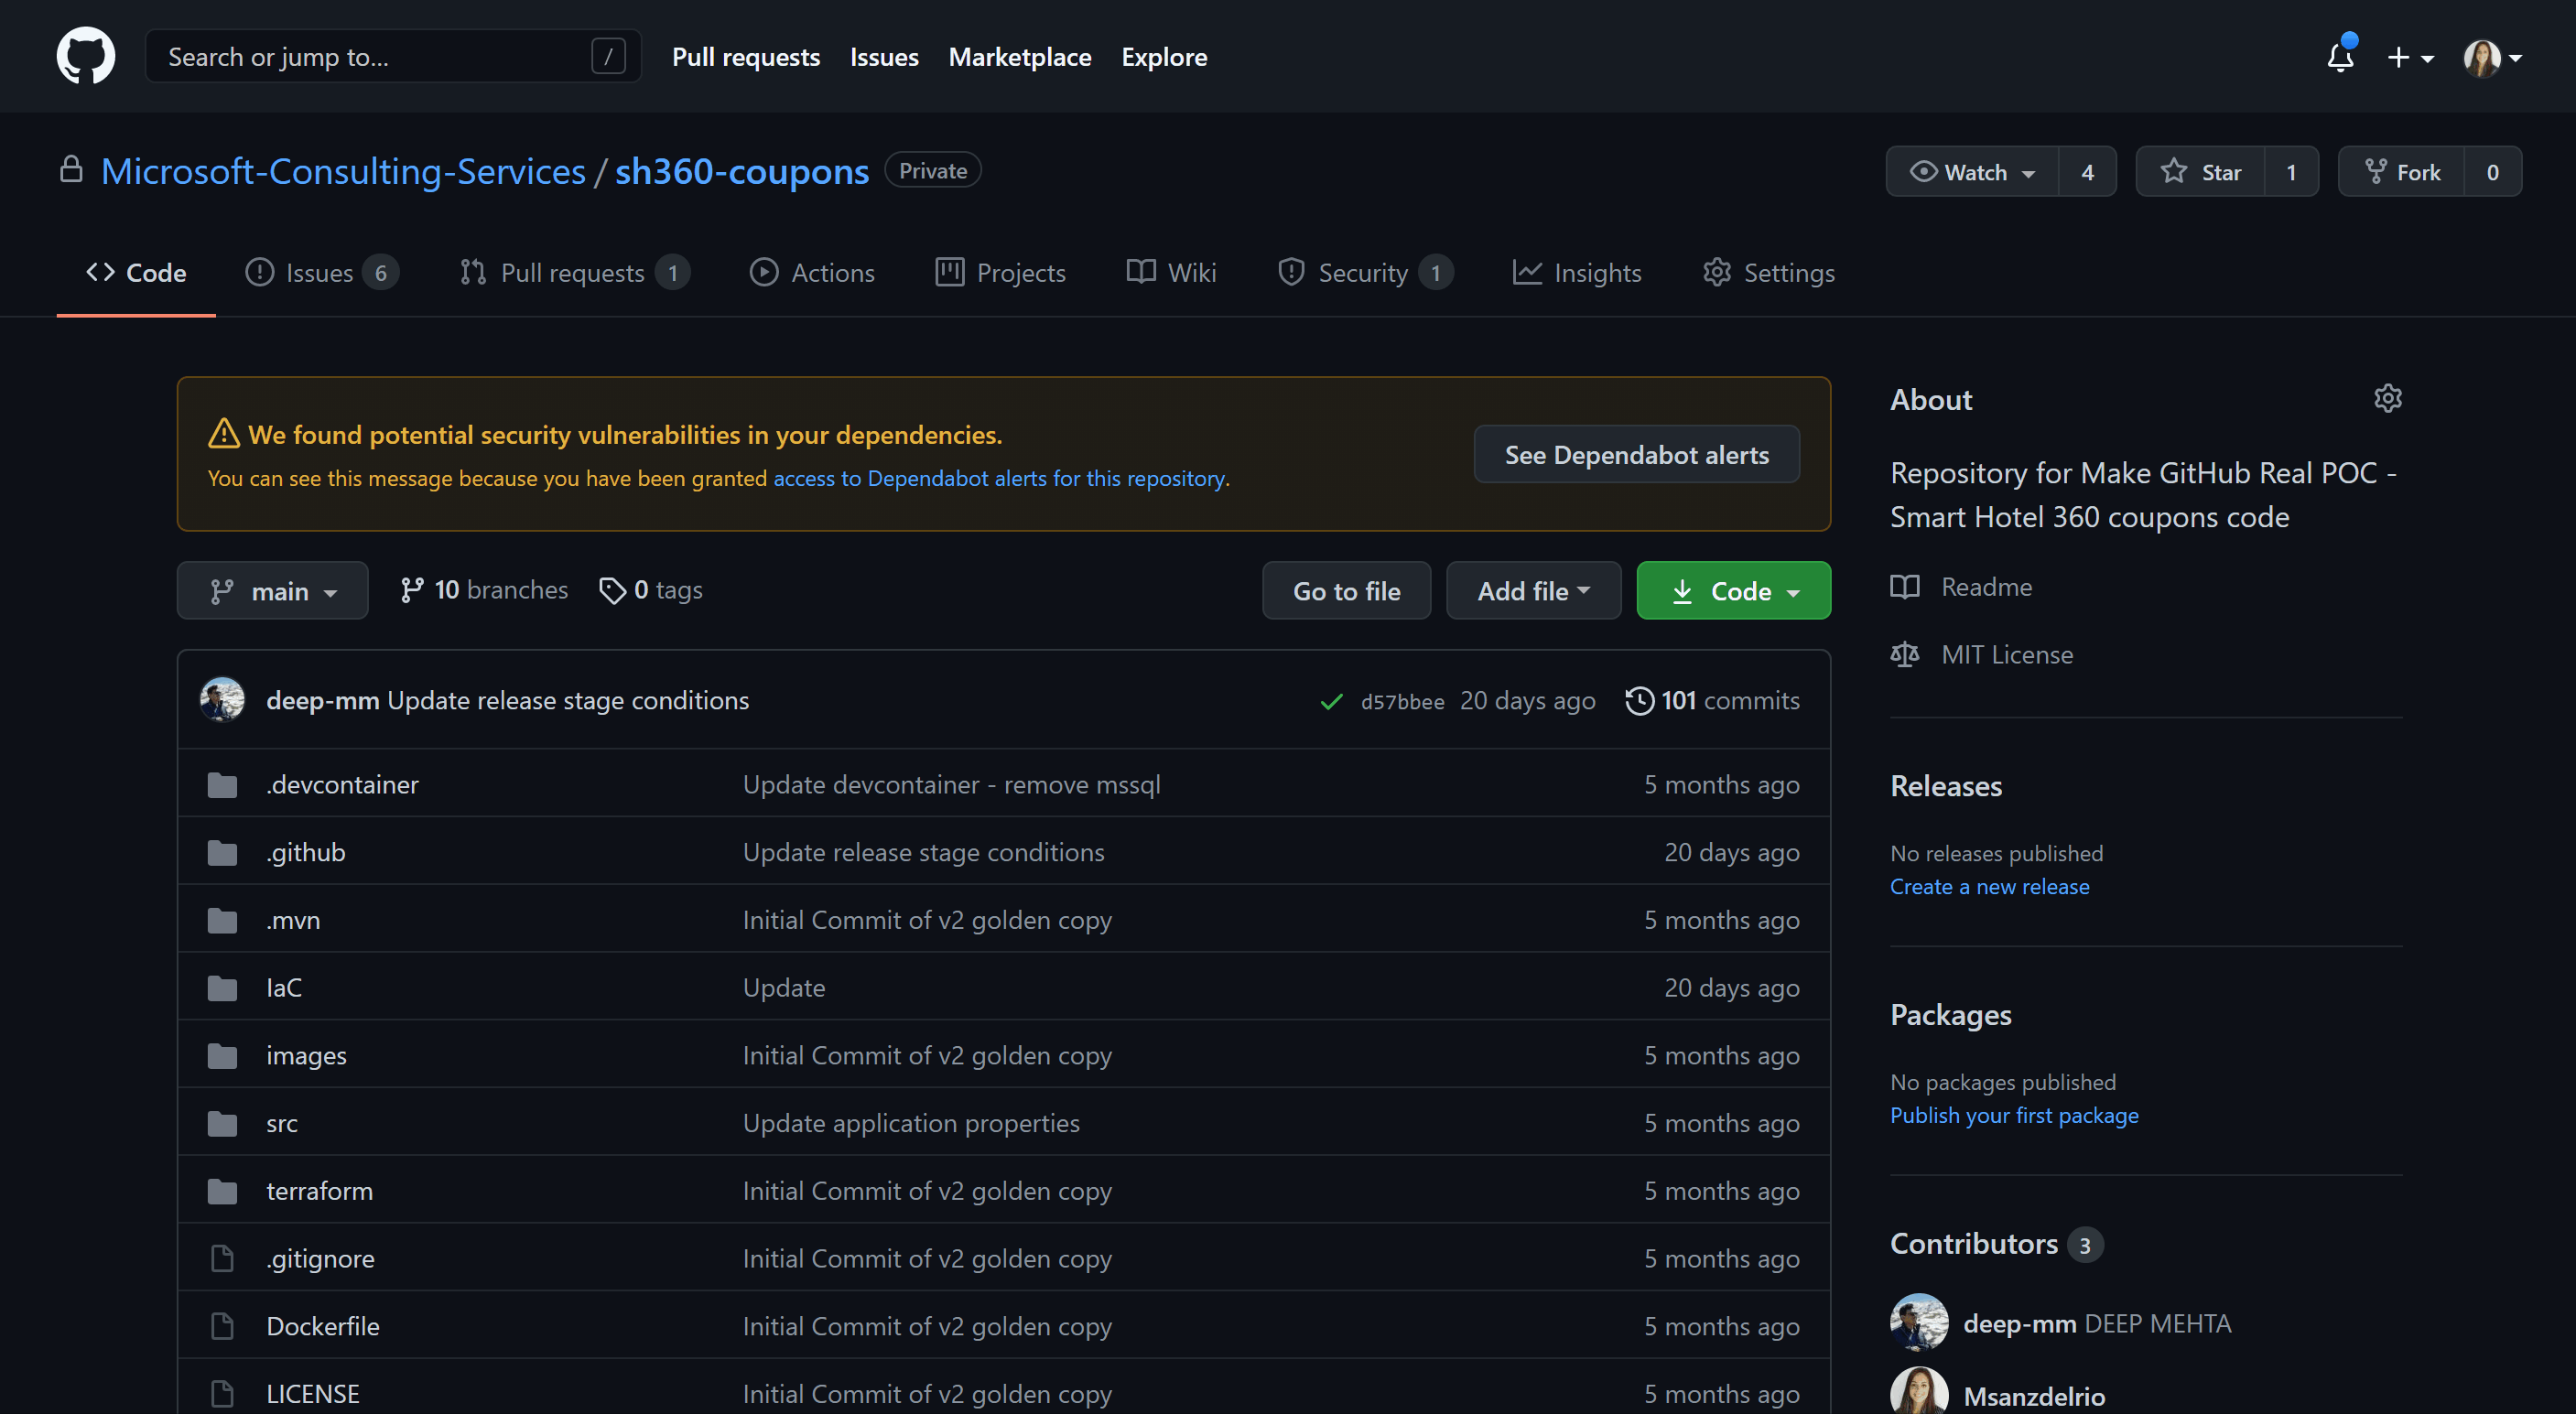 Search or jump to... /
Pull requests Issues Marketplace Explore
Microsoft-Consulting-Services / sh360-coupons Private
Watch 4 Star 1 Fork 0
Code Issues 6 Pull requests 1 Actions Projects Wiki Security 1 Insights Settings
We found potential security vulnerabilities in your dependencies.
You can see this message because you have been granted access to Dependabot alerts for this repository.
See Dependabot alerts
main 10 branches 0 tags
Go to file Add file Code
deep-mm Update release stage conditions d57bbee 20 days ago 101 commits
.devcontainer Update devcontainer - remove mssql 5 months ago
.github Update release stage conditions 20 days ago
.mvn Initial Commit of v2 golden copy 5 months ago
IaC Update 20 days ago
images Initial Commit of v2 golden copy 5 months ago
src Update application properties 5 months ago
terraform Initial Commit of v2 golden copy 5 months ago
.gitignore Initial Commit of v2 golden copy 5 months ago
Dockerfile Initial Commit of v2 golden copy 5 months ago
LICENSE Initial Commit of v2 golden copy 5 months ago
About
Repository for Make GitHub Real POC -
Smart Hotel 360 coupons code
Readme
MIT License
Releases
No releases published
Create a new release
Packages
No packages published
Publish your first package
Contributors 3
deep-mm DEEP MEHTA
Msanzdelrio